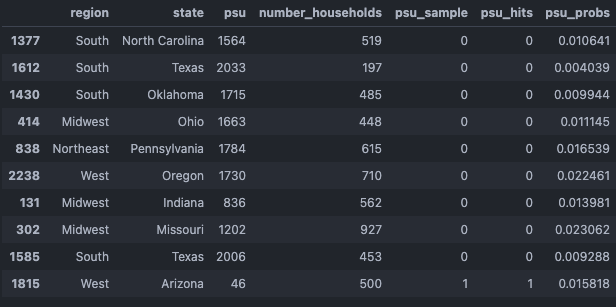 region state psu number_households psu_sample psu_hits psu_probs
1377 South North Carolina 1564 519 0 0 0.010641
1612 South Texas 2033 197 0 0 0.004039
1430 South Oklahoma 1715 485 0 0 0.009944
414 Midwest Ohio 1663 448 0 0 0.011145
838 Northeast Pennsylvania 1784 615 0 0 0.016539
2238 West Oregon 1730 710 0 0 0.022461
131 Midwest Indiana 836 562 0 0 0.013981
302 Midwest Missouri 1202 927 0 0 0.023062
1585 South Texas 2006 453 0 0 0.009288
1815 West Arizona 46 500 1 1 0.015818